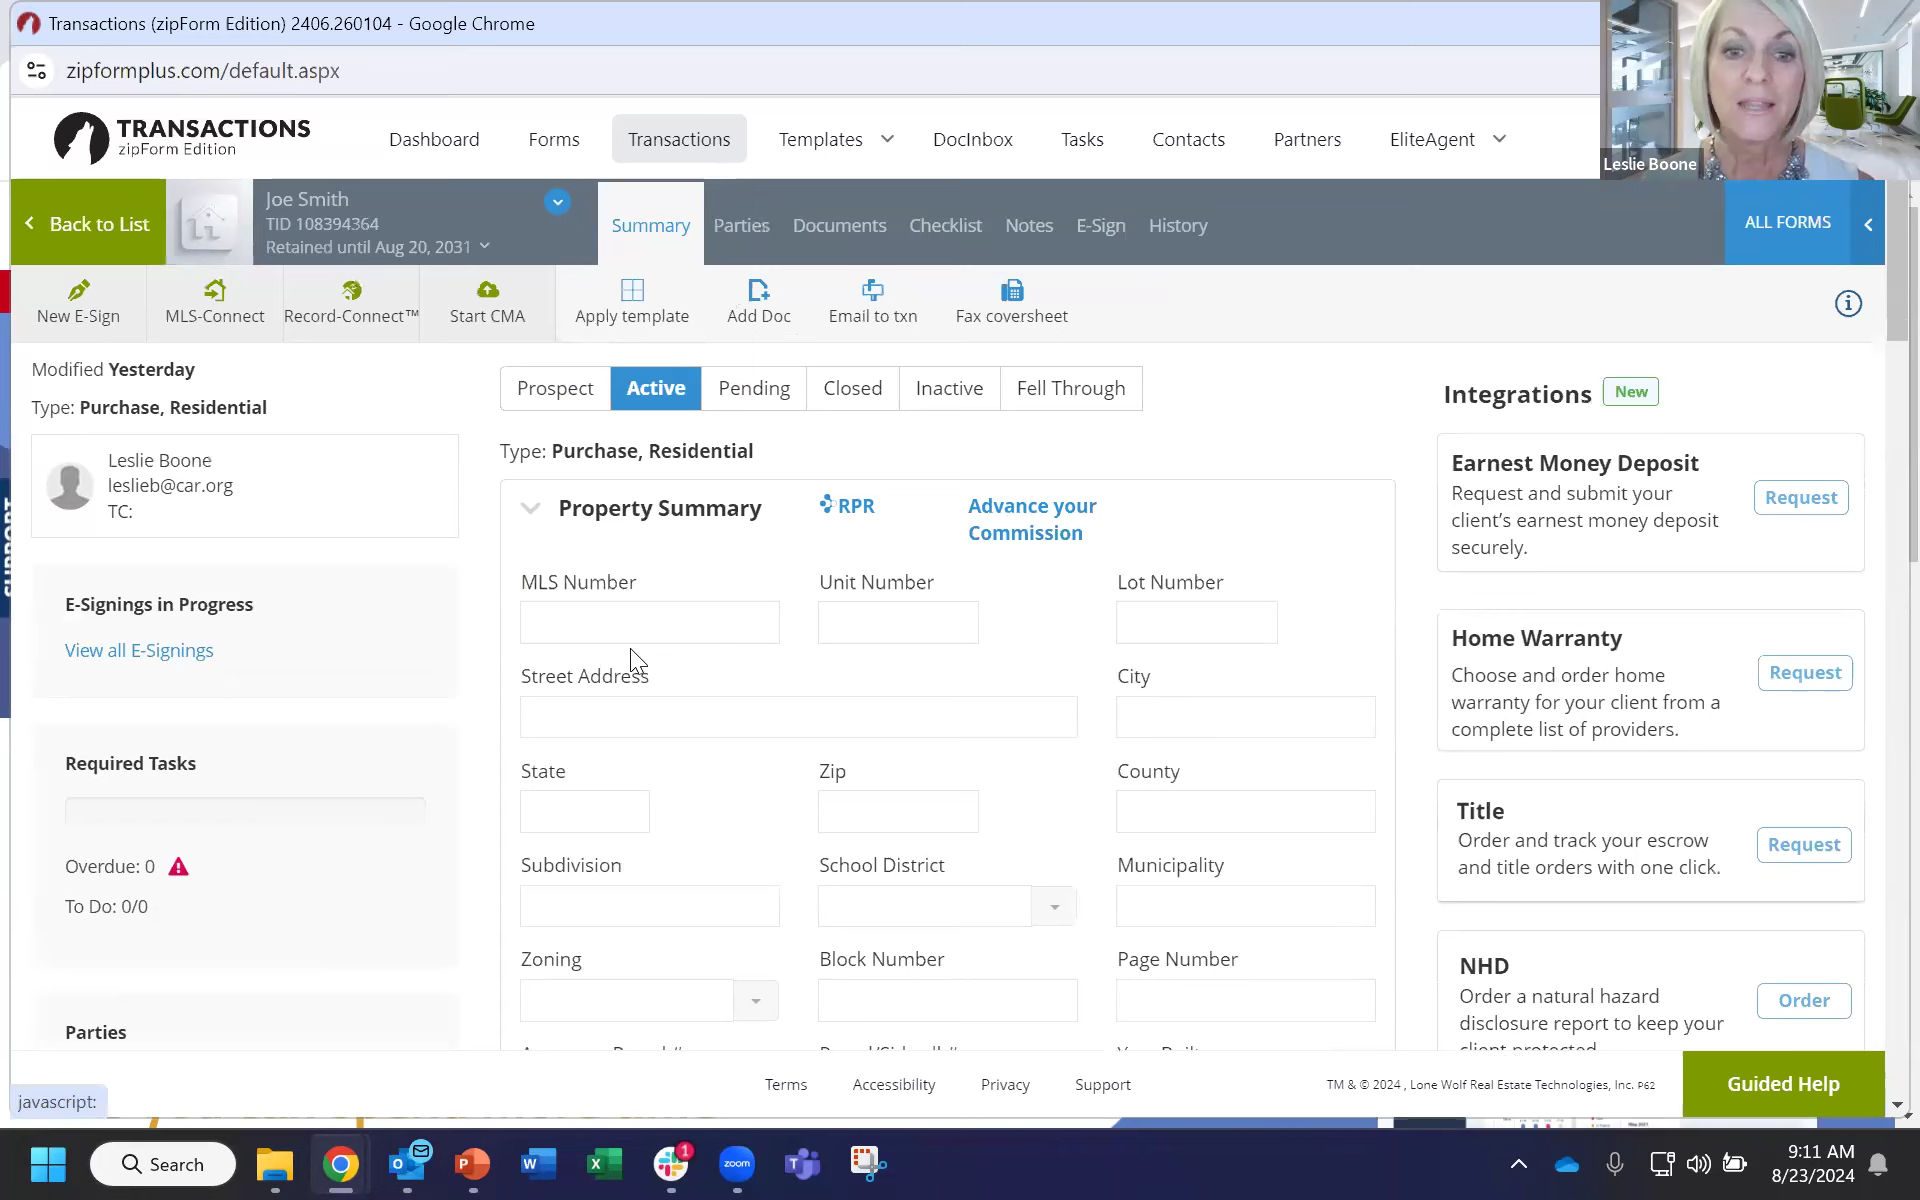 Transactions (zipForm Edition) 2406.260104 - Google Chrome
zipformplus.com/default.aspx
Leslie Boone
TRANSACTIONS
zipForm Edition
Dashboard
Forms
Transactions
Templates
DocInbox
Tasks
Contacts
Partners
EliteAgent
Back to List
Joe Smith
TID 108394364
Retained until Aug 20, 2031
Summary
Parties
Documents
Checklist
Notes
E-Sign
History
ALL FORMS
New E-Sign
MLS-Connect
Record-Connect™
Start CMA
Apply template
Add Doc
Email to txn
Fax coversheet
SUPPORT
Modified Yesterday
Type: Purchase, Residential
Leslie Boone
leslieb@car.org
TC:
E-Signings in Progress
View all E-Signings
Required Tasks
Overdue: 0
To Do: 0/0
Parties
Prospect
Active
Pending
Closed
Inactive
Fell Through
Type: Purchase, Residential
Property Summary
RPR
Advance your
Commission
MLS Number
Unit Number
Lot Number
Street Address
City
State
Zip
County
Subdivision
School District
Municipality
Zoning
Block Number
Page Number
Integrations
New
Earnest Money Deposit
Request and submit your
client's earnest money deposit
securely.
Request
Home Warranty
Choose and order home
warranty for your client from a
complete list of providers.
Request
Title
Order and track your escrow
and title orders with one click.
Request
NHD
Order a natural hazard
disclosure report to keep your
client protected.
Order
Terms
Accessibility
Privacy
Support
TM & © 2024 , Lone Wolf Real Estate Technologies, Inc. P62
Guided Help
javascript:
Search
1
zoom
9:11 AM
8/23/2024